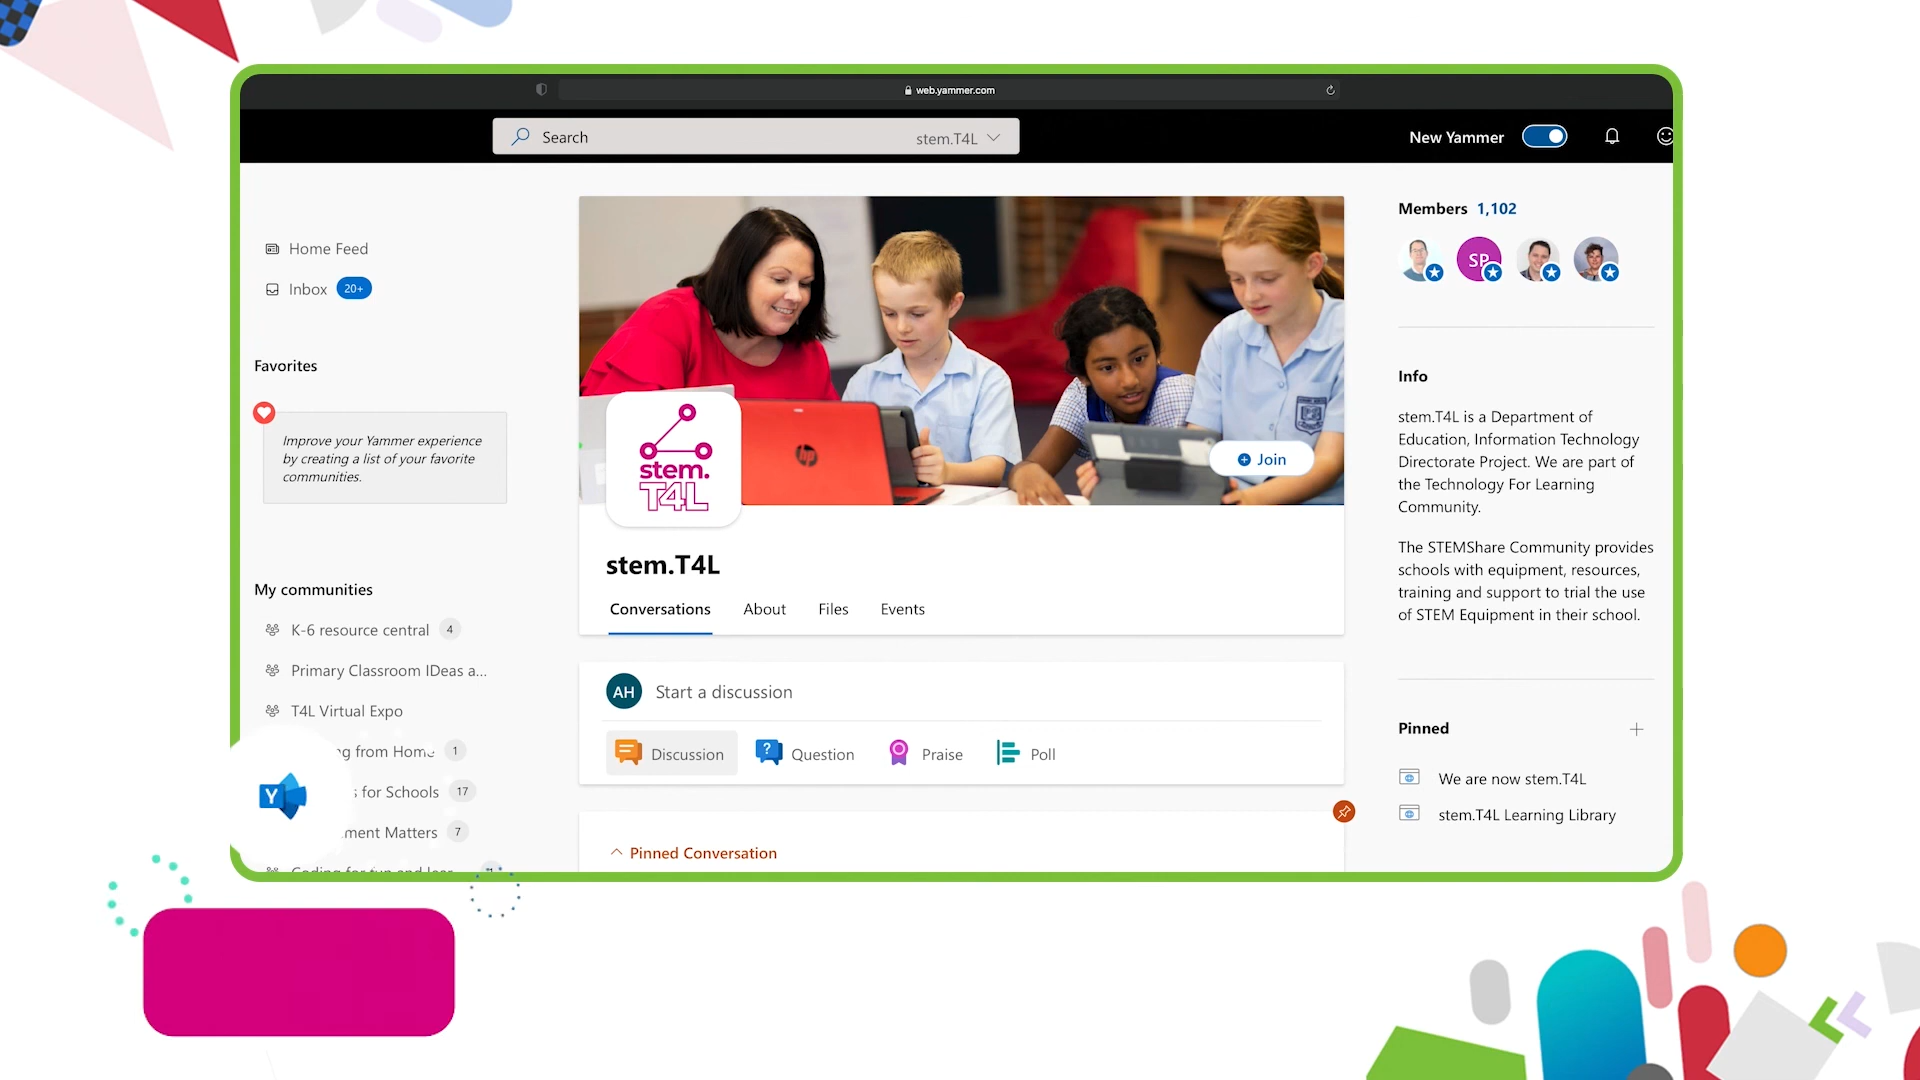 web.yammer.com
Search
stem.T4L
New Yammer
Home Feed
Inbox 20+
Favorites
Improve your Yammer experience
by creating a list of your favorite
communities.
My communities
K-6 resource central 4
Primary Classroom IDeas a...
T4L Virtual Expo
from Home 1
for Schools 17
Matters 7
Y
hp
stem.
T4L
Join
stem.T4L
Conversations
About
Files
Events
AH
Start a discussion
Discussion
Question
Praise
Poll
Pinned Conversation
Members 1,102
SP
Info
stem.T4L is a Department of
Education, Information Technology
Directorate Project. We are part of
the Technology For Learning
Community.
The STEMShare Community provides
schools with equipment, resources,
training and support to trial the use
of STEM Equipment in their school.
Pinned
We are now stem.T4L
stem.T4L Learning Library